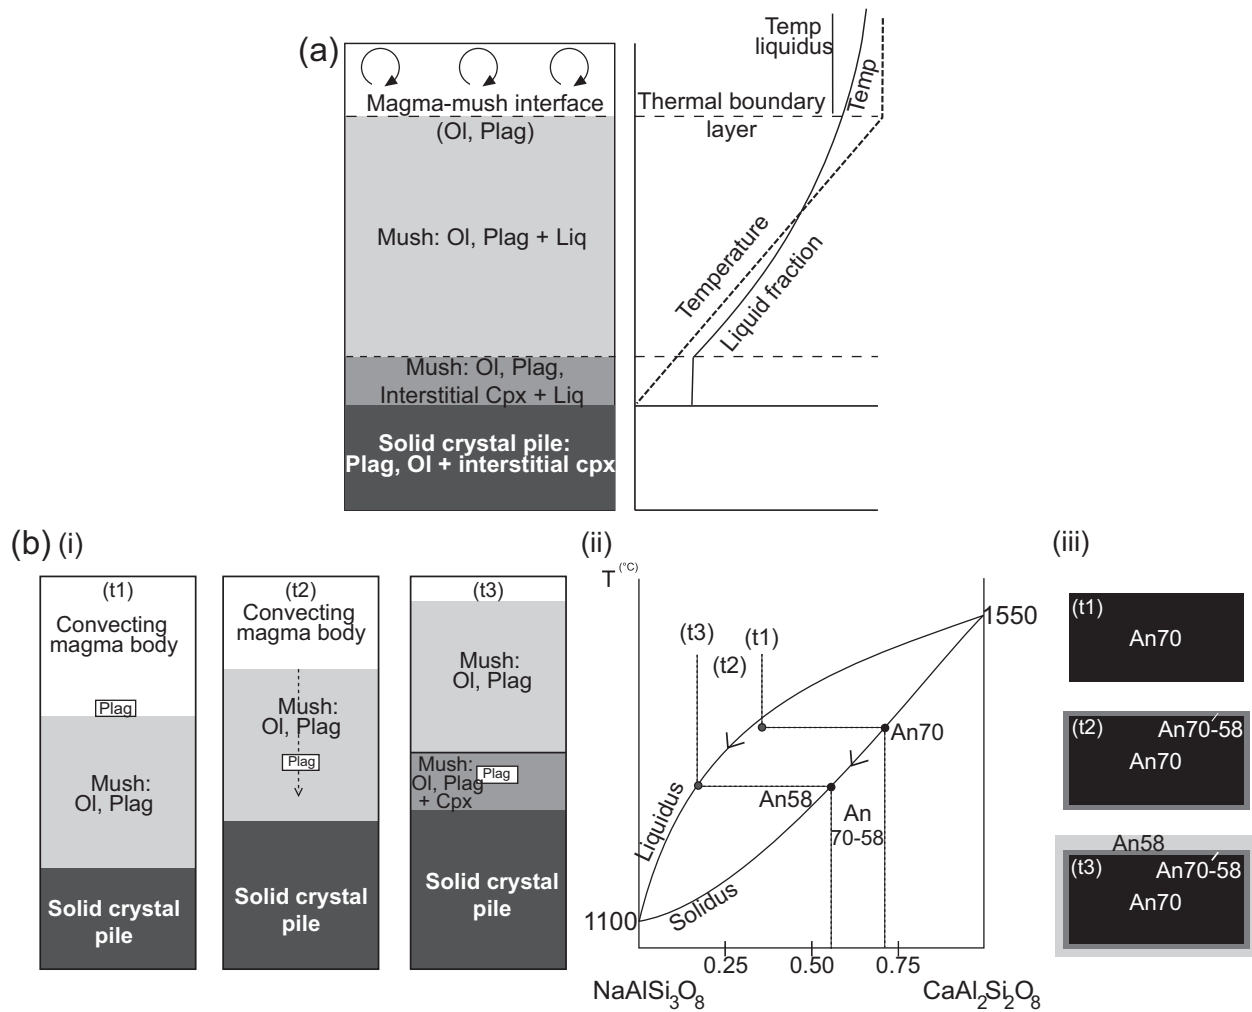 (a)
Magma-mush interface
(Ol, Plag)
Mush: Ol, Plag + Liq
Mush: Ol, Plag,
Interstitial Cpx + Liq
Solid crystal pile:
Plag, Ol + interstitial cpx
Temp
liquidus
Temp
Thermal boundary
layer
Temperature
Liquid fraction
(b) (i)
(t1)
Convecting
magma body
Plag
Mush:
Ol, Plag
Solid crystal
pile
(t2)
Convecting
magma body
Mush:
Ol, Plag
Plag
Solid crystal
pile
(t3)
Mush:
Ol, Plag
Mush:
Ol, Plag
+ Cpx
Plag
Solid crystal
pile
(ii)
T (°C)
1550
(t3)
(t1)
(t2)
An70
An58
An
70-58
Liquidus
Solidus
1100
0.25
0.50
0.75
NaAlSi₃O₈
CaAl₂Si₂O₈
(iii)
(t1)
An70
(t2)
An70-58
An70
An58
(t3)
An70-58
An70